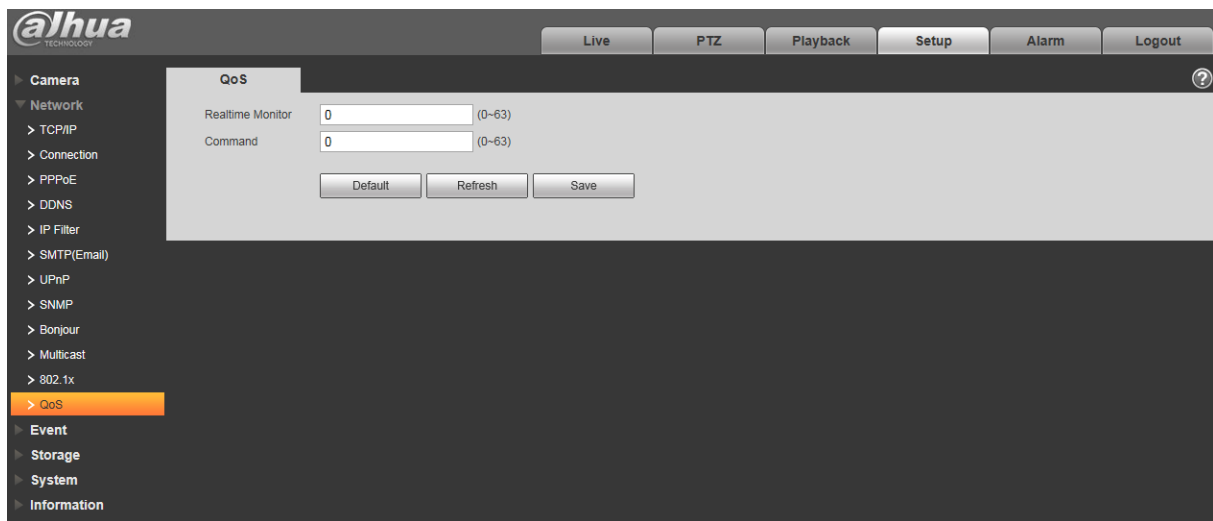 alhua
TECHNOLOGY
Live PTZ Playback Setup Alarm Logout
Camera
Network
> TCP/IP
> Connection
> PPPoE
> DDNS
> IP Filter
> SMTP(Email)
> UPnP
> SNMP
> Bonjour
> Multicast
> 802.1x
> QoS
Event
Storage
System
Information
QoS
?
Realtime Monitor 0 (0~63)
Command 0 (0~63)
Default Refresh Save